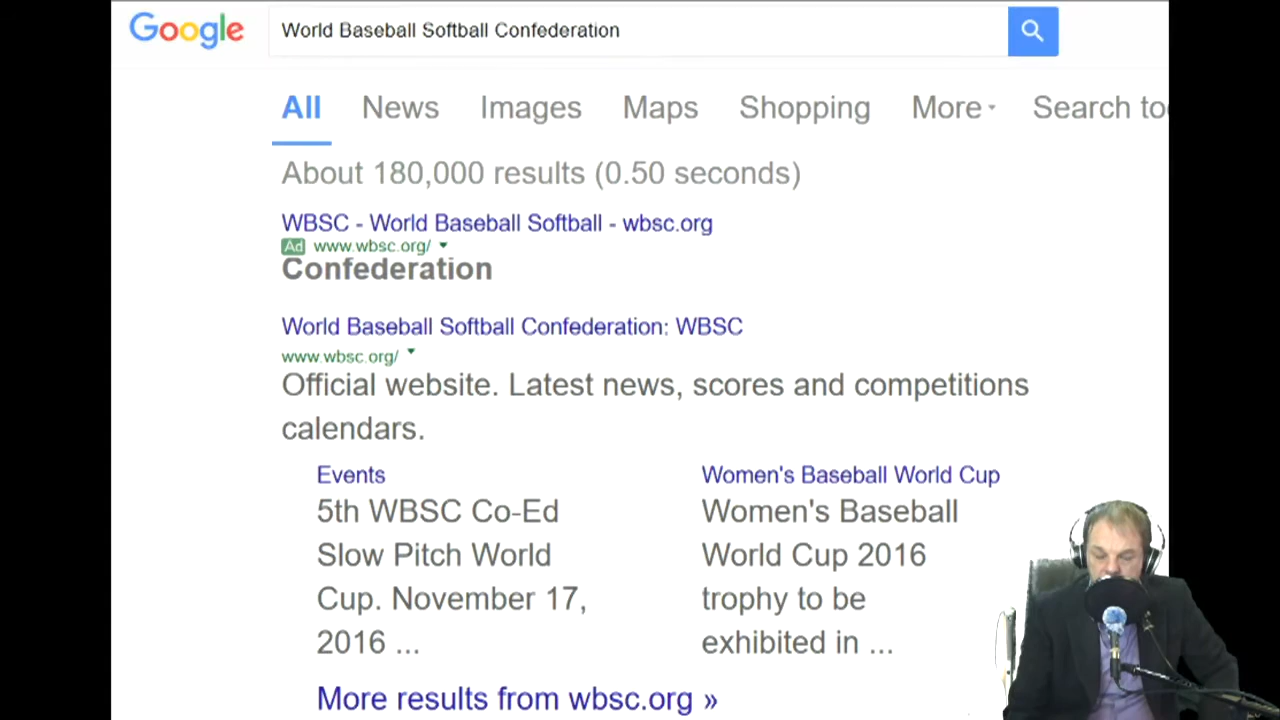 Google World Baseball Softball Confederation
All News Images Maps Shopping More Search too
About 180,000 results (0.50 seconds)
WBSC - World Baseball Softball - wbsc.org
Ad www.wbsc.org/
Confederation
World Baseball Softball Confederation: WBSC
www.wbsc.org/
Official website. Latest news, scores and competitions
calendars.
Events
5th WBSC Co-Ed
Slow Pitch World
Cup. November 17,
2016 ...
Women's Baseball World Cup
Women's Baseball
World Cup 2016
trophy to be
exhibited in ...
More results from wbsc.org »